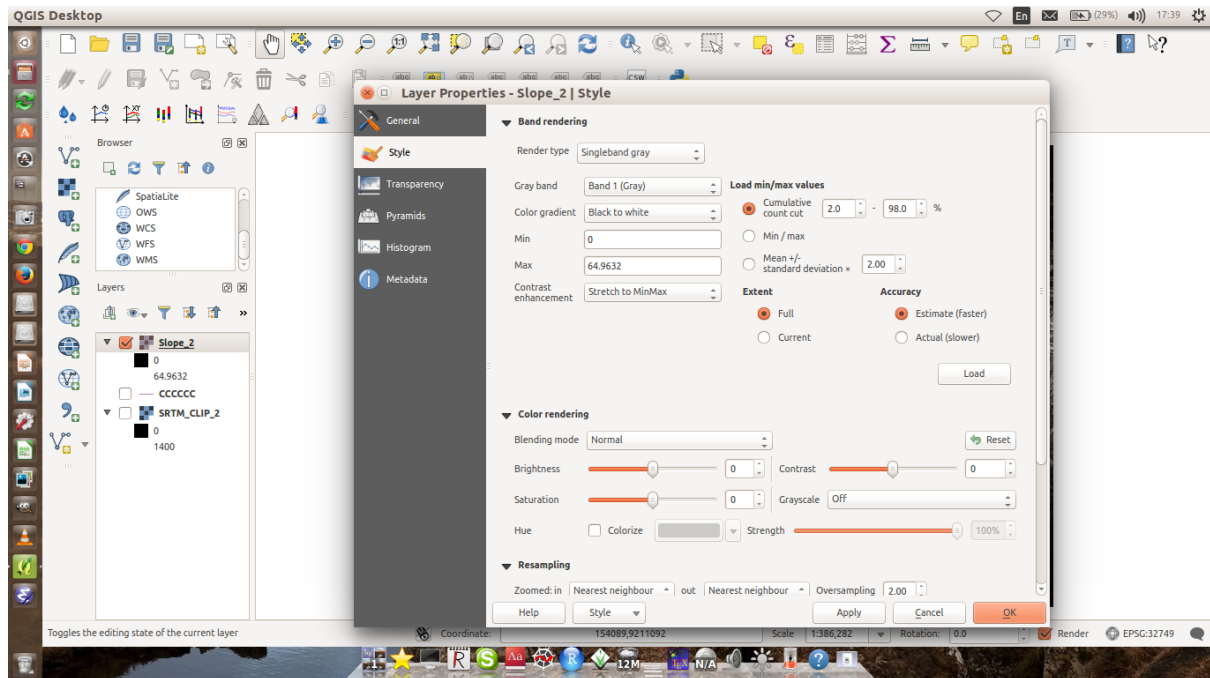 QGIS Desktop
En (29%) 17:39
Layer Properties - Slope_2 | Style
General
Style
Transparency
Pyramids
Histogram
Metadata
Band rendering
Render type Singleband gray
Gray band Band 1 (Gray)
Color gradient Black to white
Min 0
Max 64.9632
Contrast enhancement Stretch to MinMax
Load min/max values
Cumulative count cut 2.0 - 98.0 %
Min / max
Mean +/- standard deviation × 2.00
Extent
Full
Current
Accuracy
Estimate (faster)
Actual (slower)
Load
Color rendering
Blending mode Normal
Reset
Brightness 0 Contrast 0
Saturation 0 Grayscale Off
Hue Colorize Strength 100%
Resampling
Zoomed: in Nearest neighbour out Nearest neighbour Oversampling 2.00
Help Style Apply Cancel OK
Browser
SpatiaLite
OWS
WCS
WFS
WMS
Layers
Slope_2
0
64.9632
CCCCCC
SRTM_CLIP_2
0
1400
Toggles the editing state of the current layer
Coordinate: 154089,9211092 Scale 1:386,282 Rotation: 0.0 Render EPSG:32749
R S Aa R 12M TeX N/A